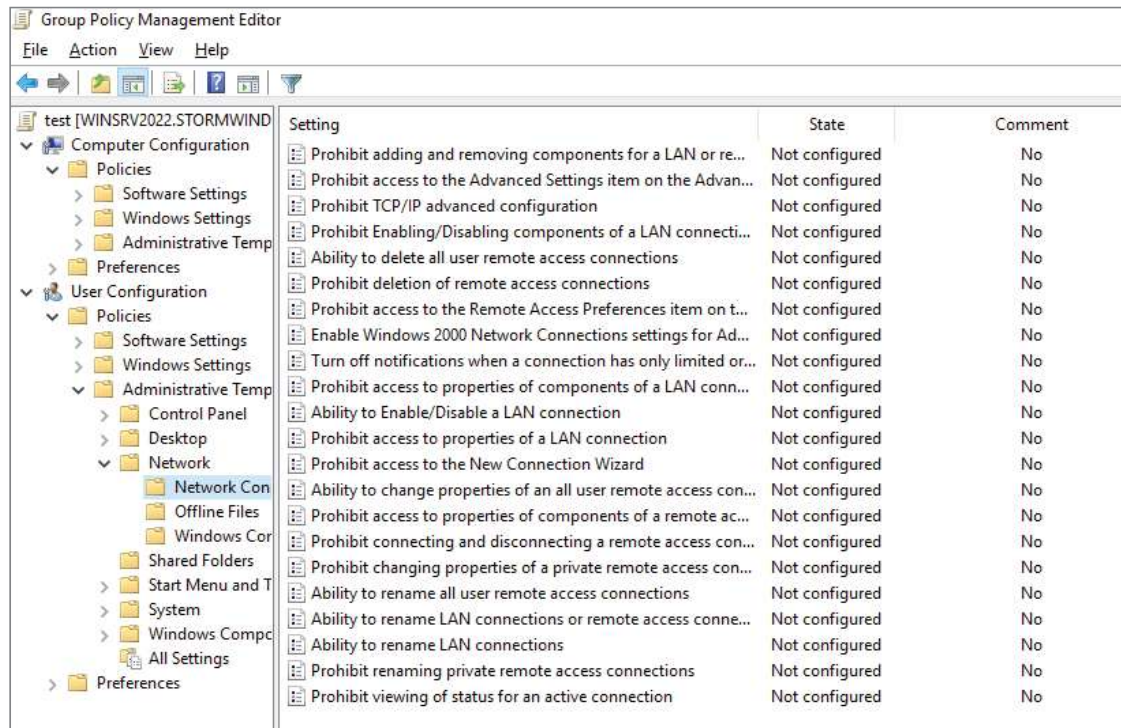 Group Policy Management Editor
File Action View Help
test [WINSRV2022.STORMWIND
Computer Configuration
Policies
Software Settings
Windows Settings
Administrative Temp
Preferences
User Configuration
Policies
Software Settings
Windows Settings
Administrative Temp
Control Panel
Desktop
Network
Network Con
Offline Files
Windows Cor
Shared Folders
Start Menu and T
System
Windows Compo
All Settings
Preferences
Setting State Comment
Prohibit adding and removing components for a LAN or re... Not configured No
Prohibit access to the Advanced Settings item on the Advan... Not configured No
Prohibit TCP/IP advanced configuration Not configured No
Prohibit Enabling/Disabling components of a LAN connecti... Not configured No
Ability to delete all user remote access connections Not configured No
Prohibit deletion of remote access connections Not configured No
Prohibit access to the Remote Access Preferences item on t... Not configured No
Enable Windows 2000 Network Connections settings for Ad... Not configured No
Turn off notifications when a connection has only limited or... Not configured No
Prohibit access to properties of components of a LAN conn... Not configured No
Ability to Enable/Disable a LAN connection Not configured No
Prohibit access to properties of a LAN connection Not configured No
Prohibit access to the New Connection Wizard Not configured No
Ability to change properties of an all user remote access con... Not configured No
Prohibit access to properties of components of a remote ac... Not configured No
Prohibit connecting and disconnecting a remote access con... Not configured No
Prohibit changing properties of a private remote access con... Not configured No
Ability to rename all user remote access connections Not configured No
Ability to rename LAN connections or remote access conne... Not configured No
Ability to rename LAN connections Not configured No
Prohibit renaming private remote access connections Not configured No
Prohibit viewing of status for an active connection Not configured No